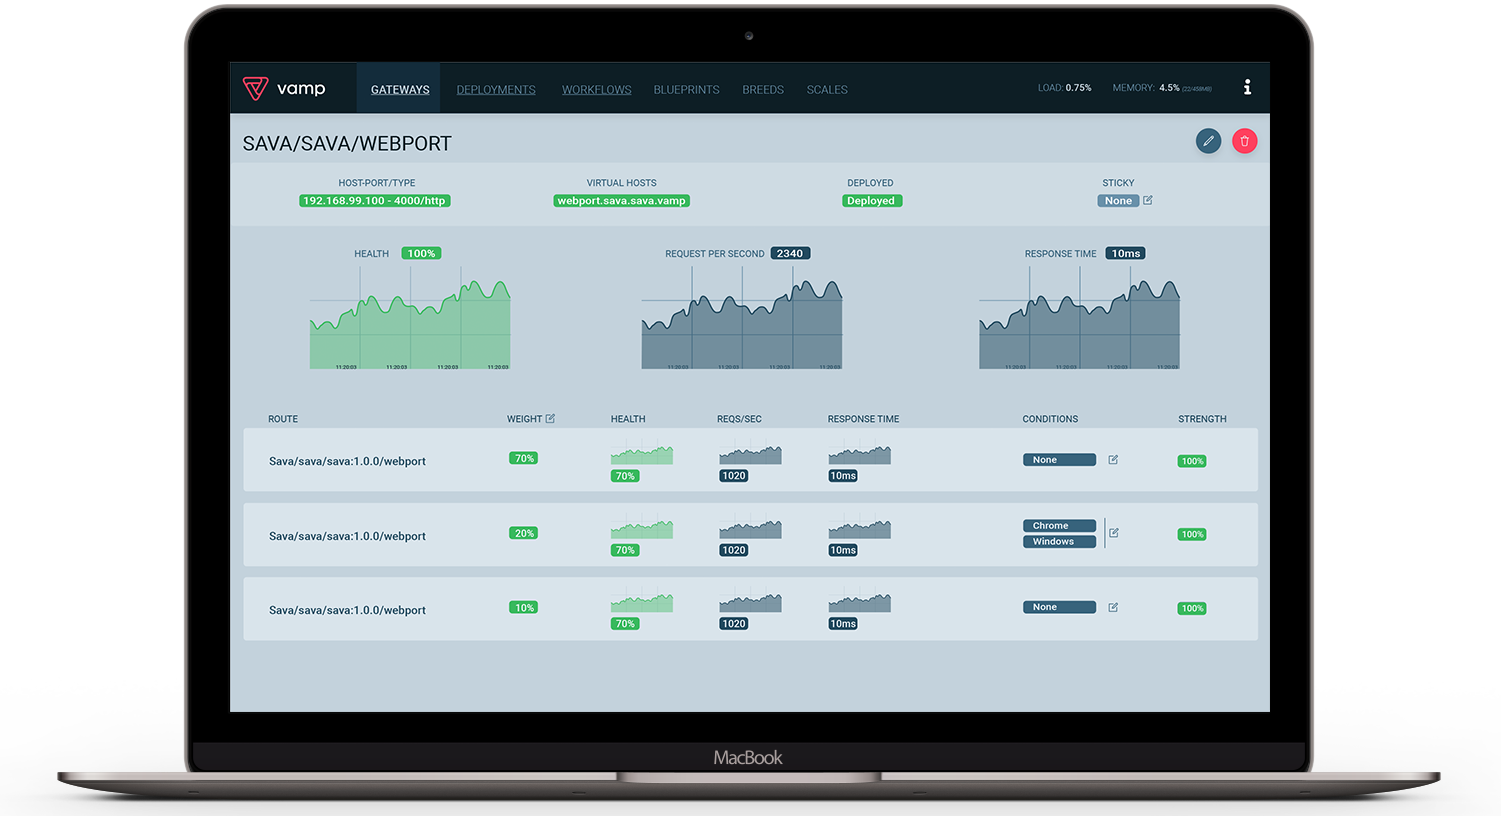 vamp
GATEWAYS DEPLOYMENTS WORKFLOWS BLUEPRINTS BREEDS SCALES LOAD: 0.75% MEMORY: 4.5% (22/458MB)
SAVA/SAVA/WEBPORT
HOST-PORT/TYPE VIRTUAL HOSTS DEPLOYED STICKY
192.168.99.100 - 4000/http webport.sava.sava.vamp Deployed None
HEALTH 100% REQUEST PER SECOND 2340 RESPONSE TIME 10ms
11:20:03 11:20:03 11:20:03 11:20:03 11:20:03 11:20:03 11:20:03 11:20:03 11:20:03 11:20:03 11:20:03 11:20:03
ROUTE WEIGHT HEALTH REQS/SEC RESPONSE TIME CONDITIONS STRENGTH
Sava/sava/sava:1.0.0/webport 70% None 100%
70% 1020 10ms
Sava/sava/sava:1.0.0/webport 20% Chrome 100%
Windows
70% 1020 10ms
Sava/sava/sava:1.0.0/webport 10% None 100%
70% 1020 10ms
MacBook